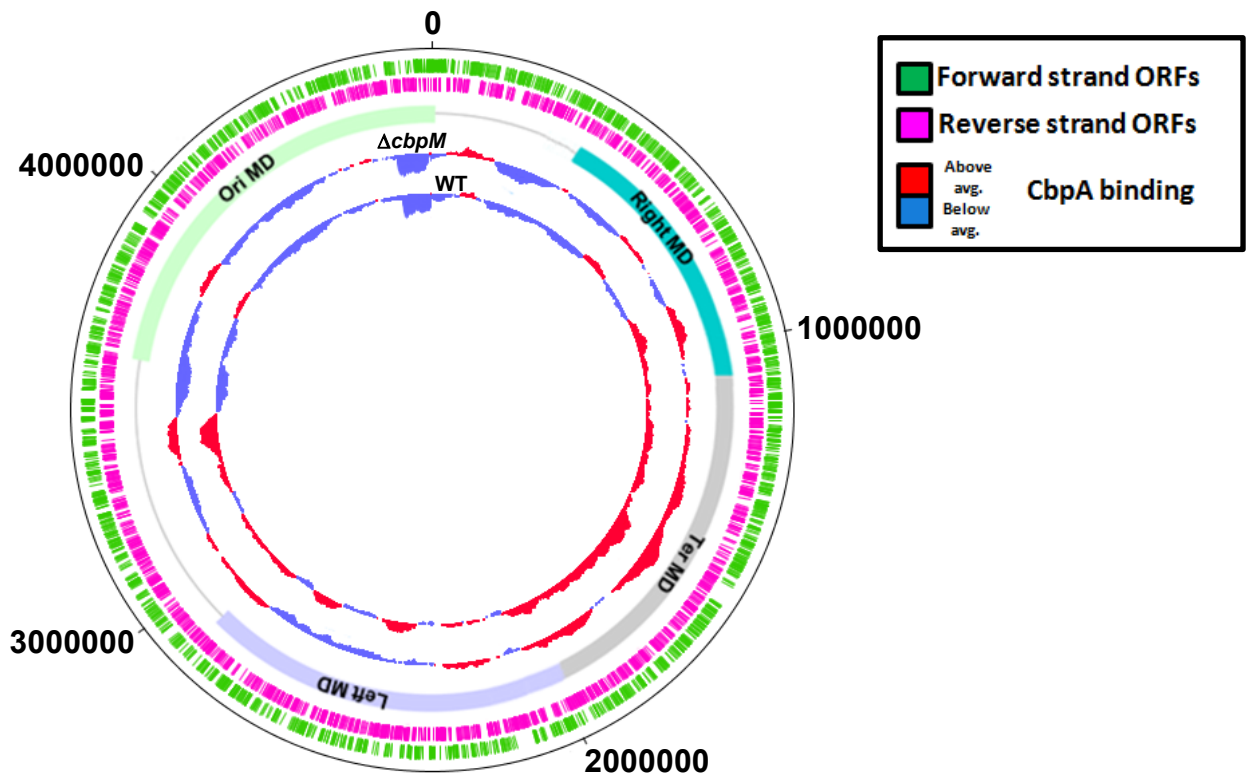 0
Forward strand ORFs
Reverse strand ORFs
Above
avg.
Below
avg.
CbpA binding
ΔcbpM
WT
4000000
Ori MD
Right MD
1000000
Ter MD
3000000
Left MD
2000000